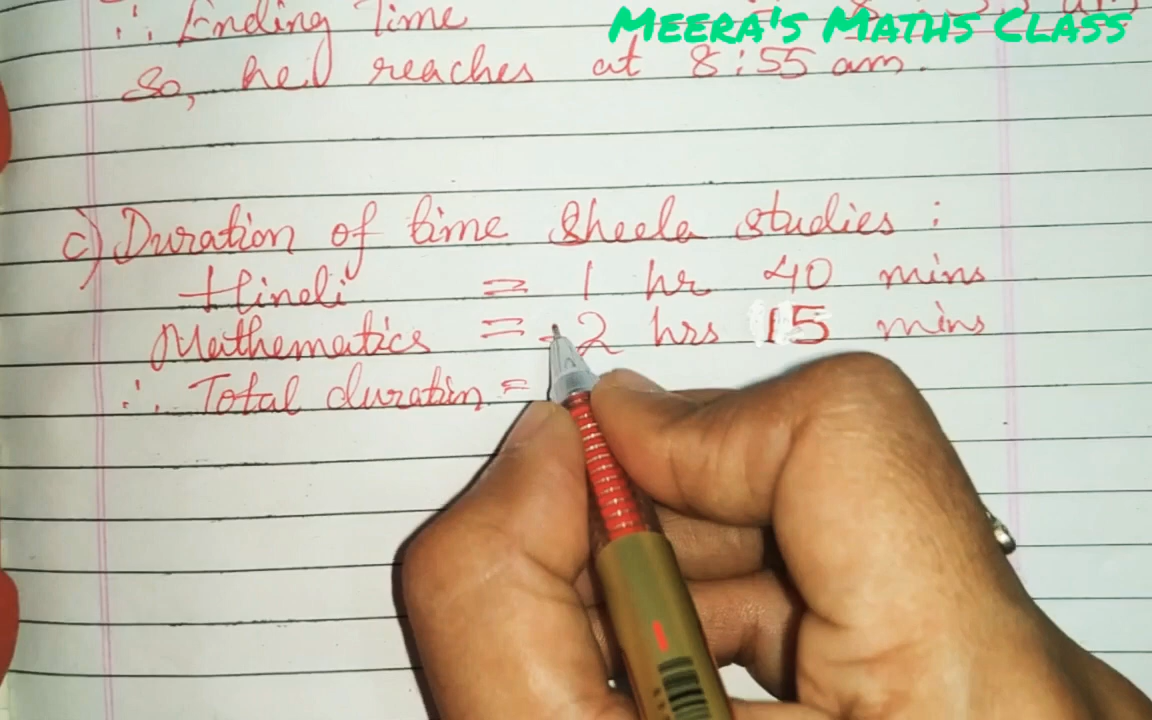 MEERA'S MATHS CLASS
∴ Ending Time
So, he reaches at 8:55 am.
c) Duration of time Sheela studies :
Hindi = 1 hr 40 mins
Mathematics = +2 hrs 15 mins
∴ Total duration =